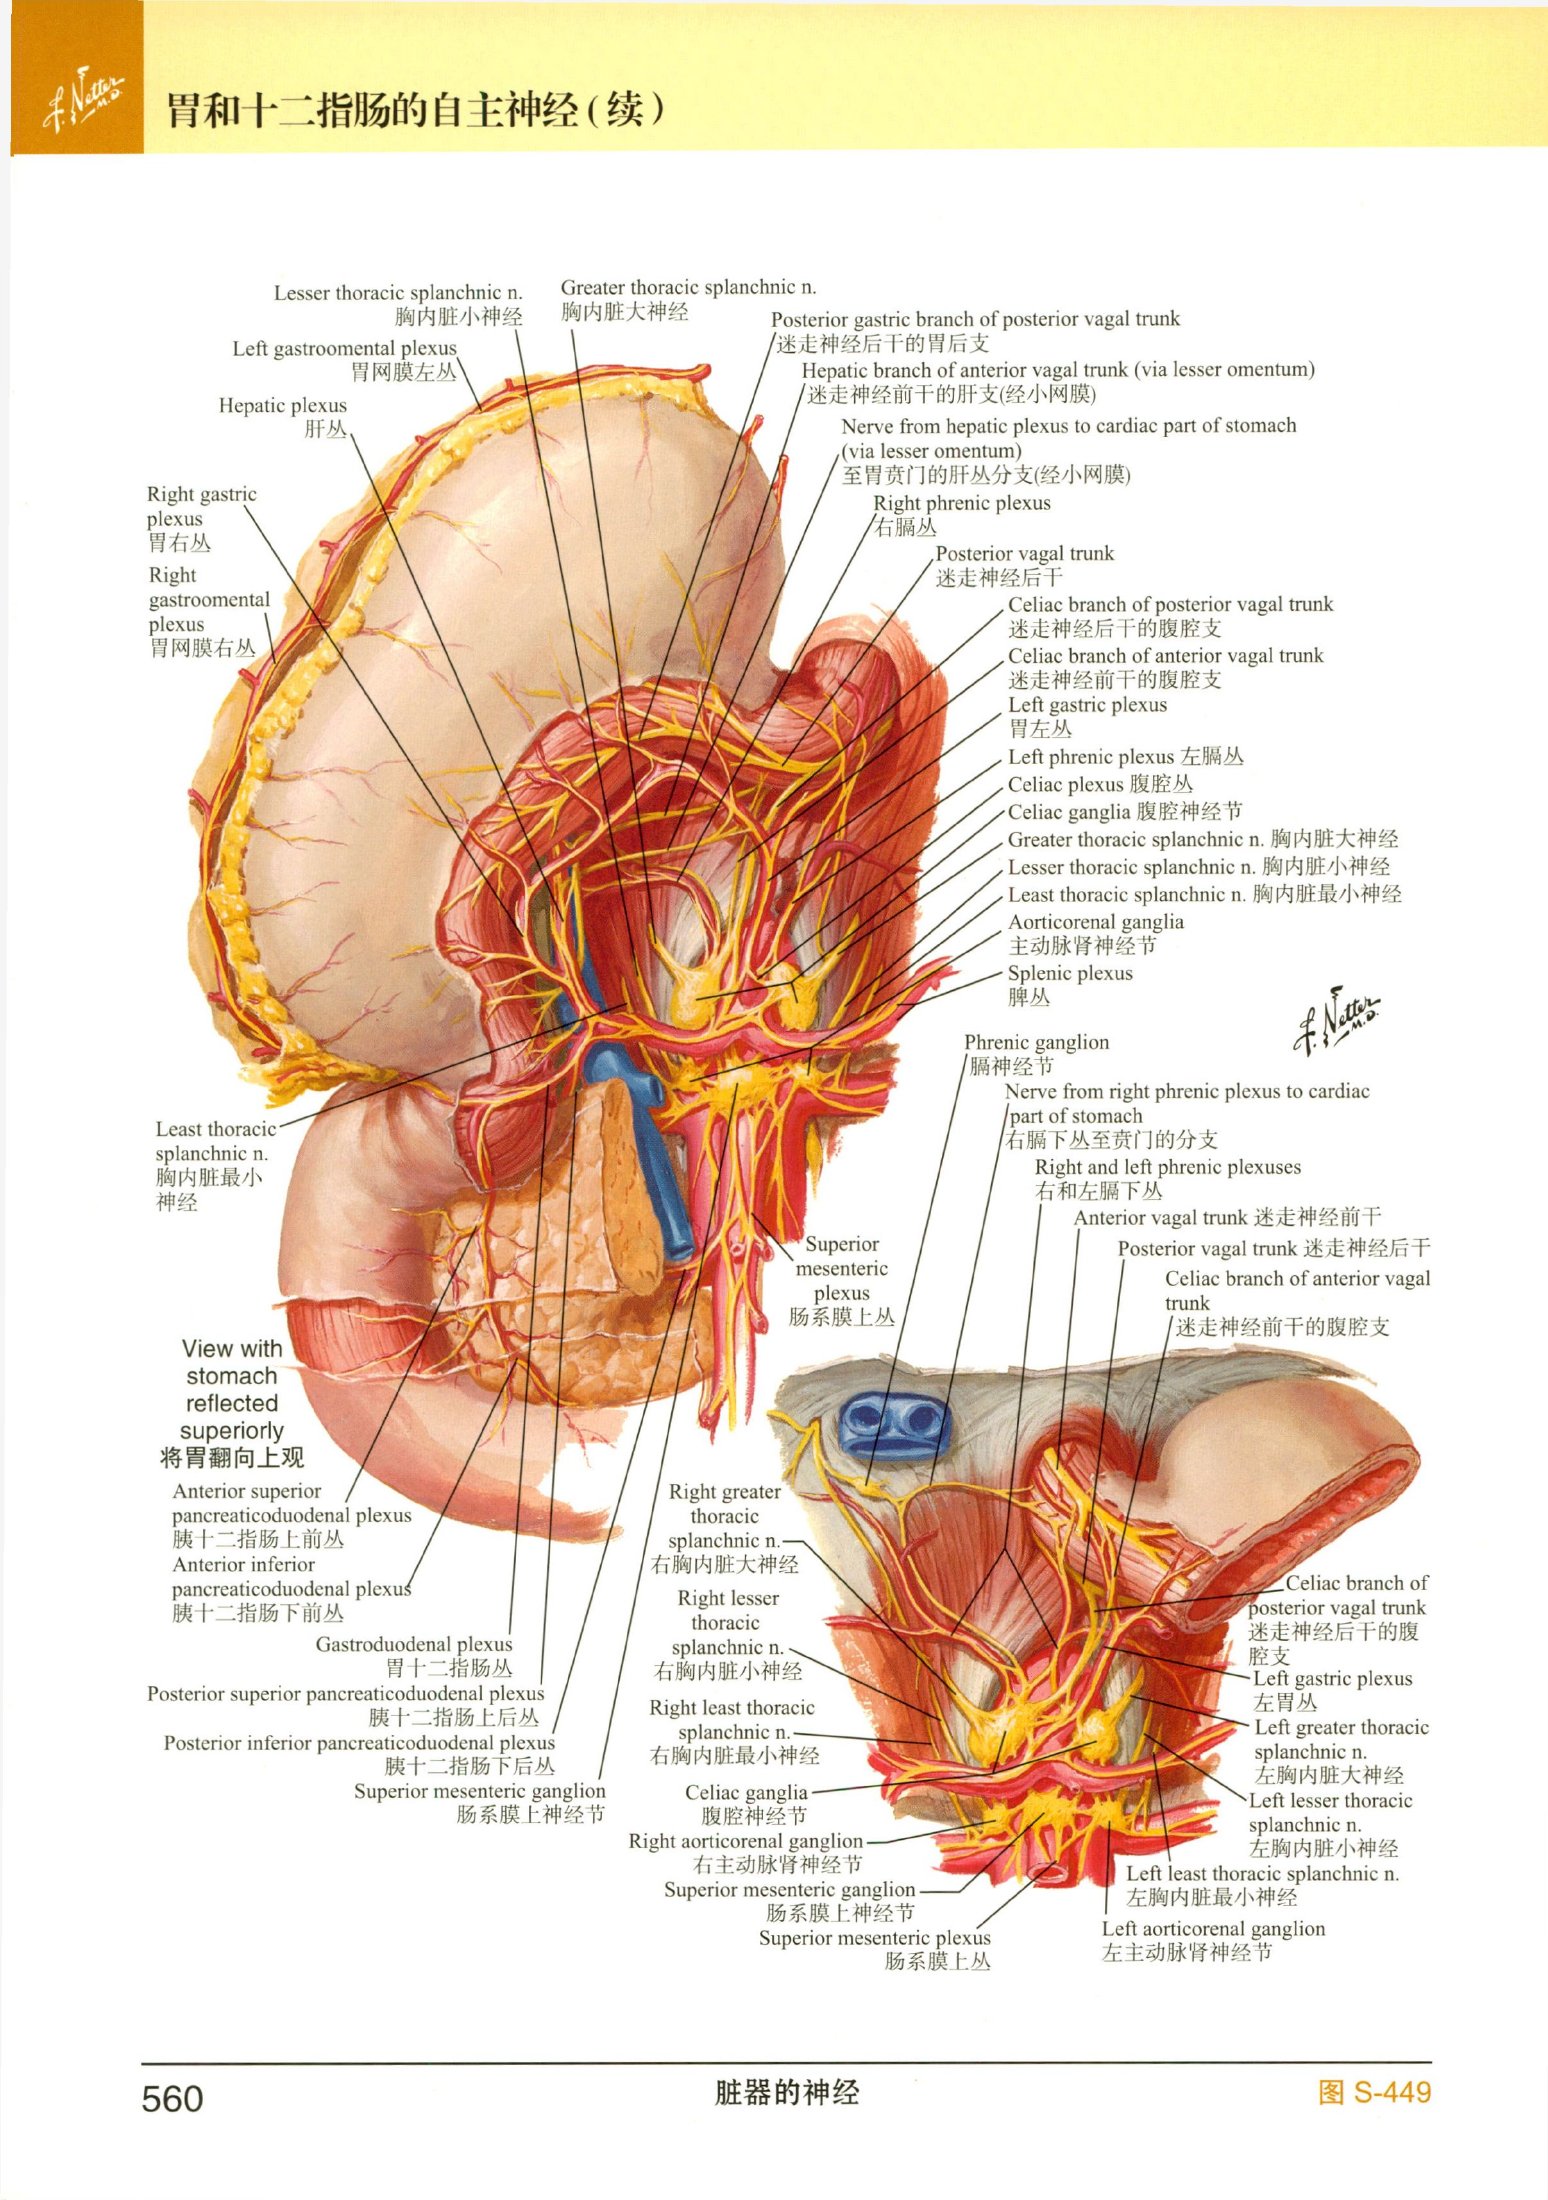 胃和十二指肠的自主神经(续)
Lesser thoracic splanchnic n.
胸内脏小神经
Greater thoracic splanchnic n.
胸内脏大神经
Left gastroomental plexus
胃网膜左丛
Hepatic plexus
肝丛
Right gastric
plexus
胃右丛
Right
gastroomental
plexus
胃网膜右丛
Posterior gastric branch of posterior vagal trunk
迷走神经后干的胃后支
Hepatic branch of anterior vagal trunk (via lesser omentum)
迷走神经前干的肝支(经小网膜)
Nerve from hepatic plexus to cardiac part of stomach
(via lesser omentum)
至胃贲门的肝丛分支(经小网膜)
Right phrenic plexus
右膈丛
Posterior vagal trunk
迷走神经后干
Celiac branch of posterior vagal trunk
迷走神经后干的腹腔支
Celiac branch of anterior vagal trunk
迷走神经前干的腹腔支
Left gastric plexus
胃左丛
Left phrenic plexus 左膈丛
Celiac plexus 腹腔丛
Celiac ganglia 腹腔神经节
Greater thoracic splanchnic n. 胸内脏大神经
Lesser thoracic splanchnic n. 胸内脏小神经
Least thoracic splanchnic n. 胸内脏最小神经
Aorticorenal ganglia
主动脉肾神经节
Splenic plexus
脾丛
F. Netter
M.D.
Phrenic ganglion
膈神经节
Nerve from right phrenic plexus to cardiac
part of stomach
右膈下丛至贲门的分支
Right and left phrenic plexuses
右和左膈下丛
Anterior vagal trunk 迷走神经前干
Posterior vagal trunk 迷走神经后干
Celiac branch of anterior vagal
trunk
迷走神经前干的腹腔支
Least thoracic
splanchnic n.
胸内脏最小
神经
Superior
mesenteric
plexus
肠系膜上丛
View with
stomach
reflected
superiorly
将胃翻向上观
Anterior superior
pancreaticoduodenal plexus
胰十二指肠上前丛
Anterior inferior
pancreaticoduodenal plexus
胰十二指肠下前丛
Gastroduodenal plexus
胃十二指肠丛
Posterior superior pancreaticoduodenal plexus
胰十二指肠上后丛
Posterior inferior pancreaticoduodenal plexus
胰十二指肠下后丛
Superior mesenteric ganglion
肠系膜上神经节
Right greater
thoracic
splanchnic n.
右胸内脏大神经
Right lesser
thoracic
splanchnic n.
右胸内脏小神经
Right least thoracic
splanchnic n.
右胸内脏最小神经
Celiac ganglia
腹腔神经节
Right aorticorenal ganglion
右主动脉肾神经节
Superior mesenteric ganglion
肠系膜上神经节
Superior mesenteric plexus
肠系膜上丛
Celiac branch of
posterior vagal trunk
迷走神经后干的腹
腔支
Left gastric plexus
左胃丛
Left greater thoracic
splanchnic n.
左胸内脏大神经
Left lesser thoracic
splanchnic n.
左胸内脏小神经
Left least thoracic splanchnic n.
左胸内脏最小神经
Left aorticorenal ganglion
左主动脉肾神经节
560
脏器的神经
图 S-449
F. Netter
M.D.